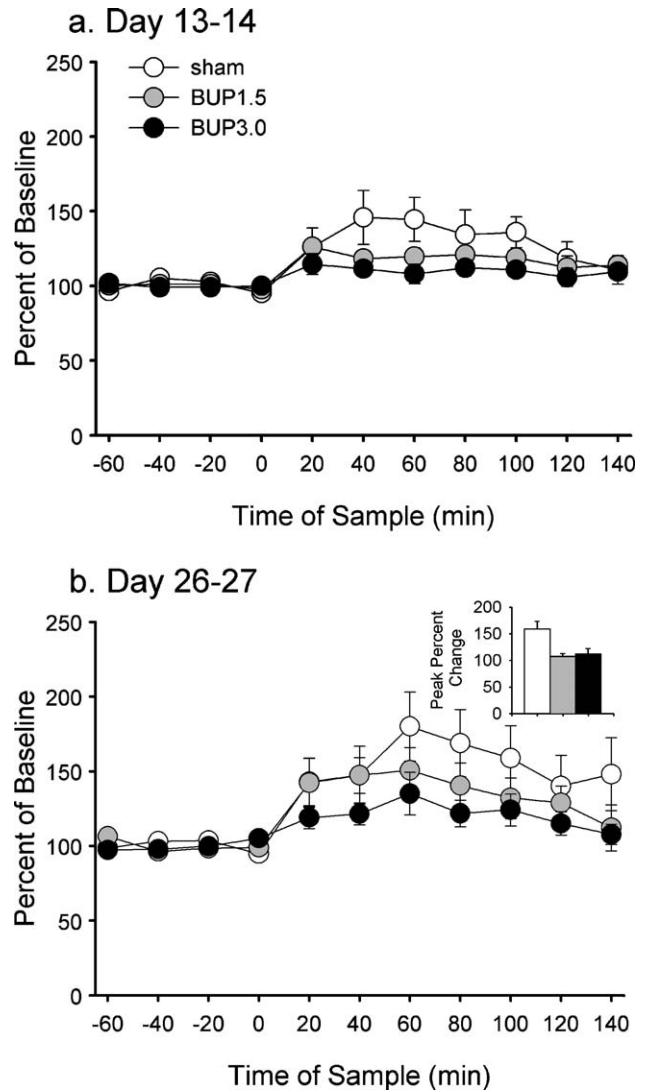 a. Day 13-14
250
200
150
100
50
0
Percent of Baseline
sham
BUP1.5
BUP3.0
-60 -40 -20 0 20 40 60 80 100 120 140
Time of Sample (min)
b. Day 26-27
250
200
150
100
50
0
Percent of Baseline
200
150
100
50
0
Peak Percent
Change
-60 -40 -20 0 20 40 60 80 100 120 140
Time of Sample (min)